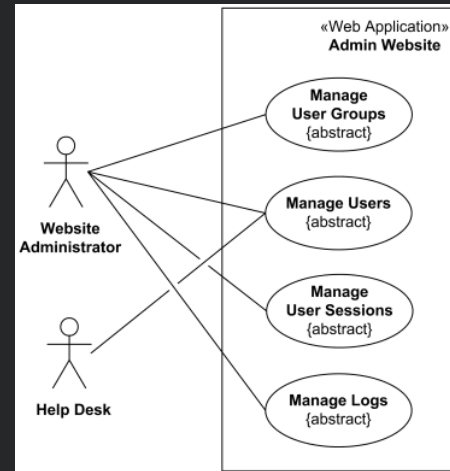 «Web Application»
Admin Website
Manage
User Groups
{abstract}
Manage Users
{abstract}
Website
Administrator
Manage
User Sessions
{abstract}
Help Desk
Manage Logs
{abstract}